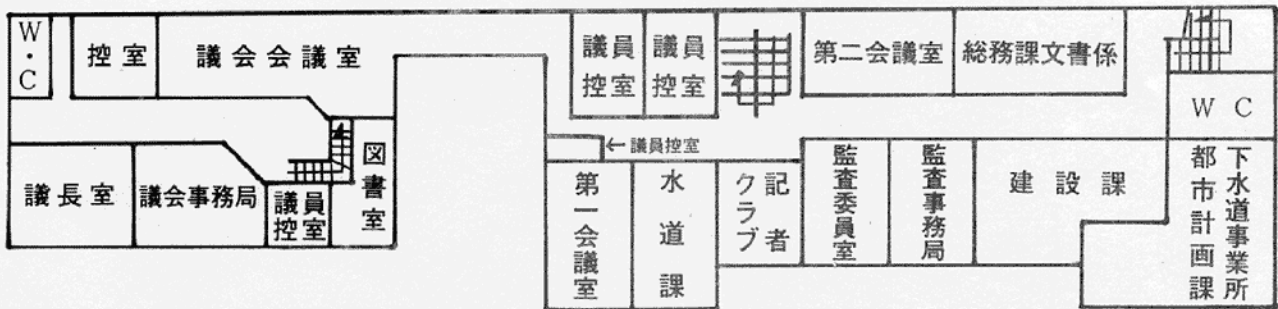 W・C
控室
議会会議室
議員控室
議員控室
第二会議室
総務課文書係
WC
←議員控室
図書室
議長室
議会事務局
議員控室
第一会議室
水道課
記者クラブ
監査委員室
監査事務局
建設課
下水道事業所
都市計画課